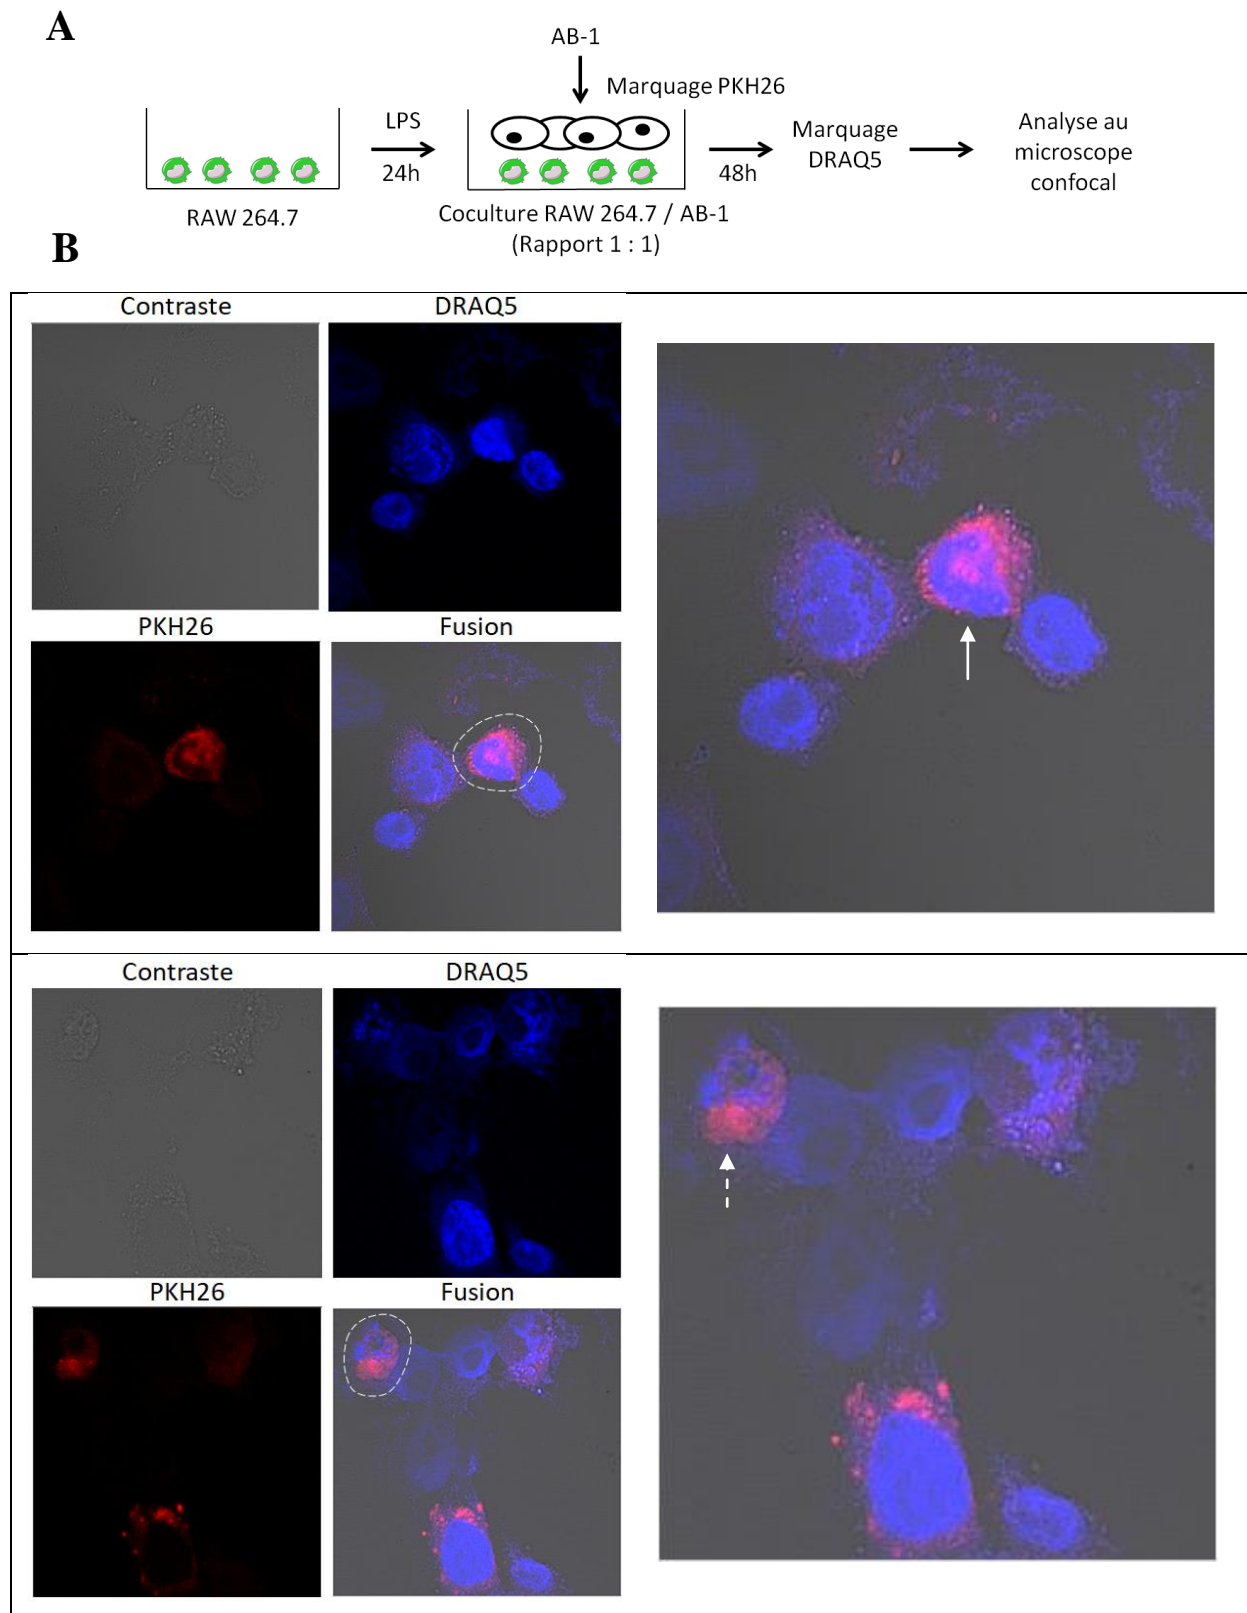 A
AB-1
Marquage PKH26
LPS
24h
48h
Marquage
DRAQ5
Analyse au
microscope
confocal
RAW 264.7
Coculture RAW 264.7 / AB-1
(Rapport 1 : 1)
B
Contraste
DRAQ5
PKH26
Fusion
Contraste
DRAQ5
PKH26
Fusion